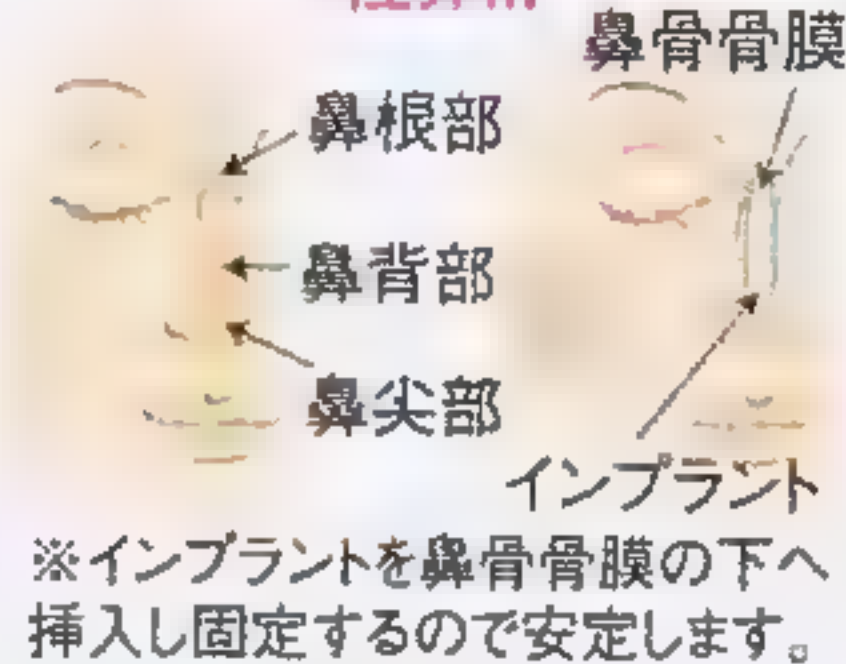 鼻骨骨膜
鼻根部
鼻背部
鼻尖部
インプラント
※インプラントを鼻骨骨膜の下へ
挿入し固定するので安定します。